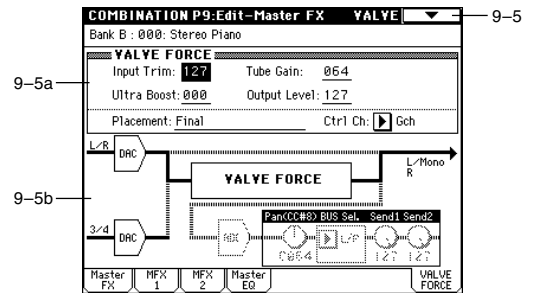 COMBINATION P9:Edit-Master FX VALVE
9-5
Bank B : 000: Stereo Piano
VALVE FORCE
9-5a
Input Trim: 127 Tube Gain: 064
Ultra Boost: 000 Output Level: 127
Placement: Final Ctrl Ch: Gch
L/R DAC
L/Mono
R
VALVE FORCE
9-5b
Pan(CC#8) BUS Sel. Send1 Send2
3/4 DAC ADC L/R
C064 127 127
Master FX
MFX 1
MFX 2
Master EQ
VALVE FORCE